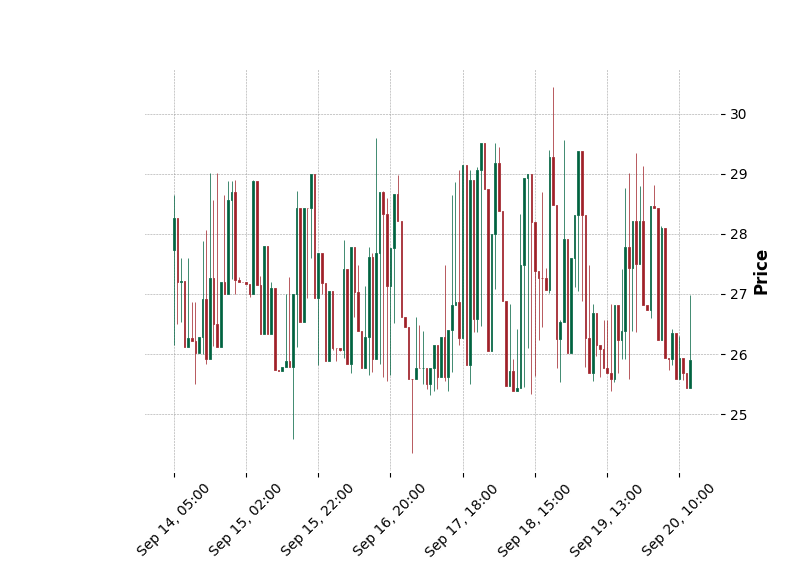 30
29
28
27
26
25
Price
Sep 14, 05:00
Sep 15, 02:00
Sep 15, 22:00
Sep 16, 20:00
Sep 17, 18:00
Sep 18, 15:00
Sep 19, 13:00
Sep 20, 10:00